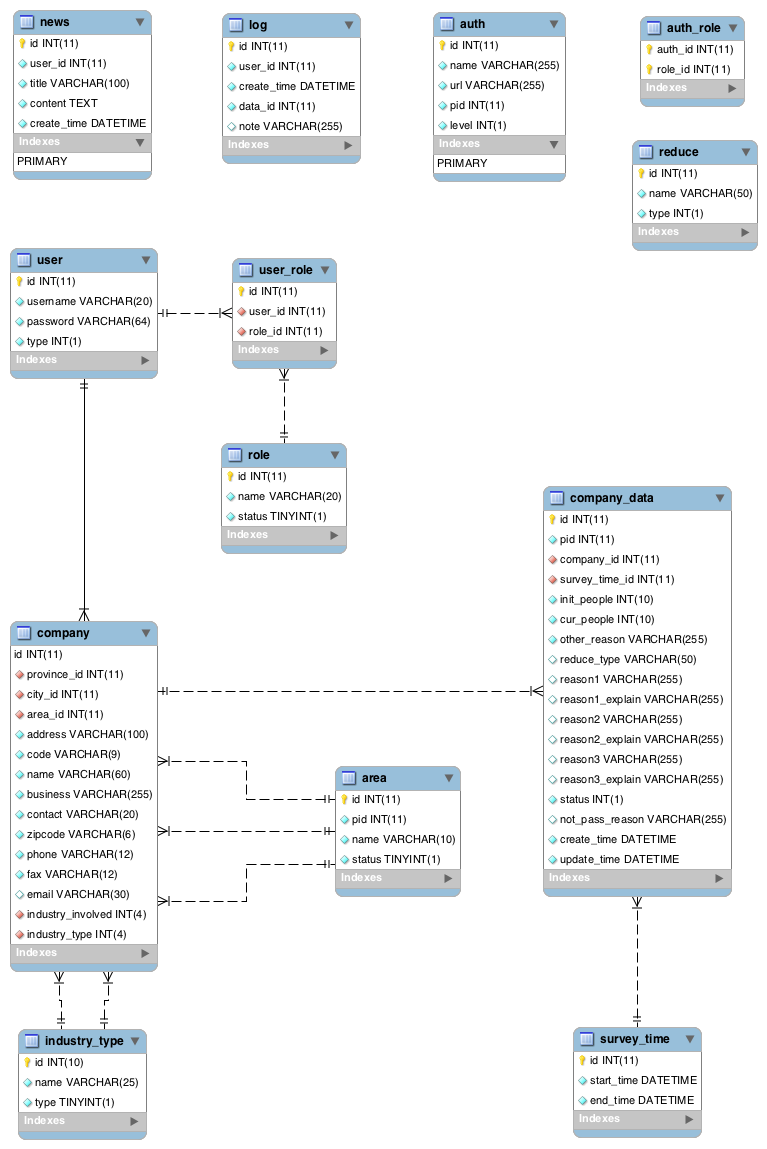 news
id INT(11)
user_id INT(11)
title VARCHAR(100)
content TEXT
create_time DATETIME
Indexes
PRIMARY
log
id INT(11)
user_id INT(11)
create_time DATETIME
data_id INT(11)
note VARCHAR(255)
Indexes
auth
id INT(11)
name VARCHAR(255)
url VARCHAR(255)
pid INT(11)
level INT(1)
Indexes
PRIMARY
auth_role
auth_id INT(11)
role_id INT(11)
Indexes
reduce
id INT(11)
name VARCHAR(50)
type INT(1)
Indexes
user
id INT(11)
username VARCHAR(20)
password VARCHAR(64)
type INT(1)
Indexes
user_role
id INT(11)
user_id INT(11)
role_id INT(11)
Indexes
role
id INT(11)
name VARCHAR(20)
status TINYINT(1)
Indexes
company_data
id INT(11)
pid INT(11)
company_id INT(11)
survey_time_id INT(11)
init_people INT(10)
cur_people INT(10)
other_reason VARCHAR(255)
reduce_type VARCHAR(50)
reason1 VARCHAR(255)
reason1_explain VARCHAR(255)
reason2 VARCHAR(255)
reason2_explain VARCHAR(255)
reason3 VARCHAR(255)
reason3_explain VARCHAR(255)
status INT(1)
not_pass_reason VARCHAR(255)
create_time DATETIME
update_time DATETIME
Indexes
company
id INT(11)
province_id INT(11)
city_id INT(11)
area_id INT(11)
address VARCHAR(100)
code VARCHAR(9)
name VARCHAR(60)
business VARCHAR(255)
contact VARCHAR(20)
zipcode VARCHAR(6)
phone VARCHAR(12)
fax VARCHAR(12)
email VARCHAR(30)
industry_involved INT(4)
industry_type INT(4)
Indexes
area
id INT(11)
pid INT(11)
name VARCHAR(10)
status TINYINT(1)
Indexes
industry_type
id INT(10)
name VARCHAR(25)
type TINYINT(1)
Indexes
survey_time
id INT(11)
start_time DATETIME
end_time DATETIME
Indexes